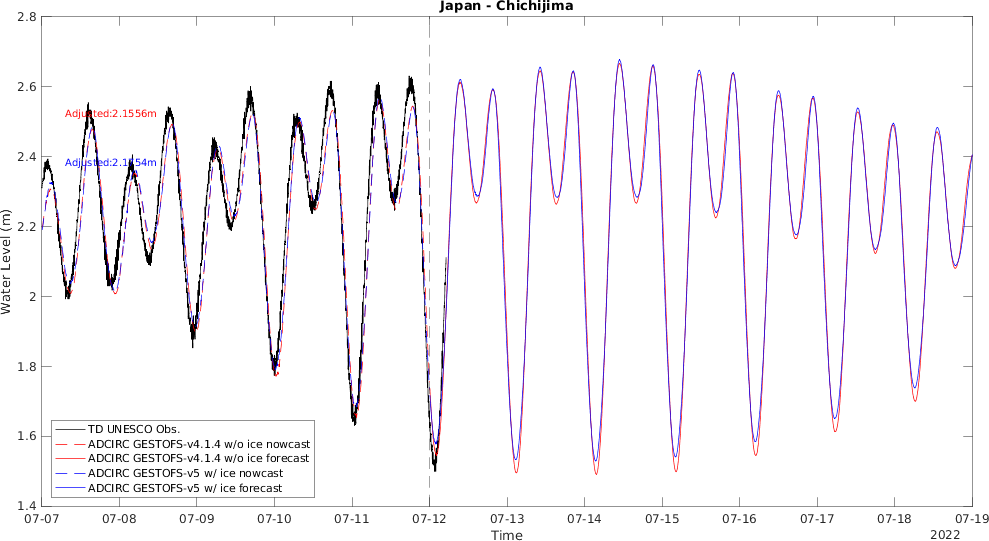 Japan - Chichijima
2.8
2.6
2.4
2.2
2
1.8
1.6
1.4
Water Level (m)
Adjusted:2.1556m
Adjusted:2.1154m
TD UNESCO Obs.
ADCIRC GESTOFS-v4.1.4 w/o ice nowcast
ADCIRC GESTOFS-v4.1.4 w/o ice forecast
ADCIRC GESTOFS-v5 w/ ice nowcast
ADCIRC GESTOFS-v5 w/ ice forecast
07-07 07-08 07-09 07-10 07-11 07-12 07-13 07-14 07-15 07-16 07-17 07-18 07-19
Time
2022